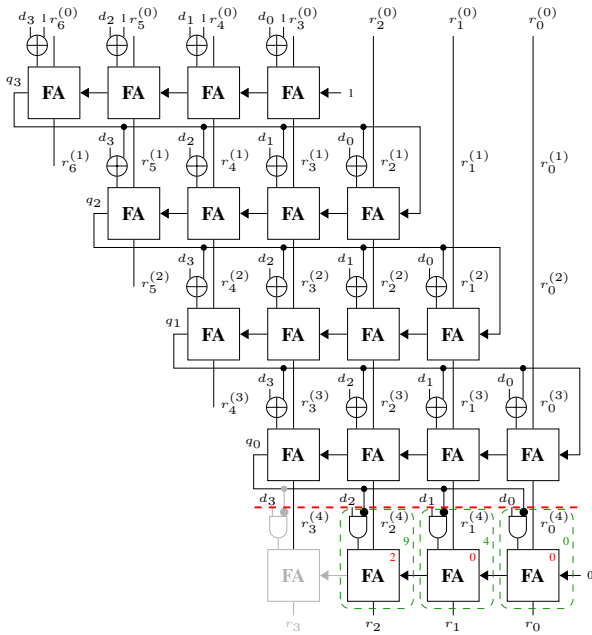 d₃ 1 r₆⁽⁰⁾ d₂ 1 r₅⁽⁰⁾ d₁ 1 r₄⁽⁰⁾ d₀ 1 r₃⁽⁰⁾ r₂⁽⁰⁾ r₁⁽⁰⁾ r₀⁽⁰⁾
q₃ FA FA FA FA 1
r₆⁽¹⁾ d₃ r₅⁽¹⁾ d₂ r₄⁽¹⁾ d₁ r₃⁽¹⁾ d₀ r₂⁽¹⁾ r₁⁽¹⁾ r₀⁽¹⁾
q₂ FA FA FA FA
r₅⁽²⁾ d₃ r₄⁽²⁾ d₂ r₃⁽²⁾ d₁ r₂⁽²⁾ d₀ r₁⁽²⁾ r₀⁽²⁾
q₁ FA FA FA FA
r₄⁽³⁾ d₃ r₃⁽³⁾ d₂ r₂⁽³⁾ d₁ r₁⁽³⁾ d₀ r₀⁽³⁾
q₀ FA FA FA FA
d₃ r₃⁽⁴⁾ d₂ r₂⁽⁴⁾ d₁ r₁⁽⁴⁾ d₀ r₀⁽⁴⁾
9 4 0
2 0 0
FA FA FA FA 0
r₃ r₂ r₁ r₀